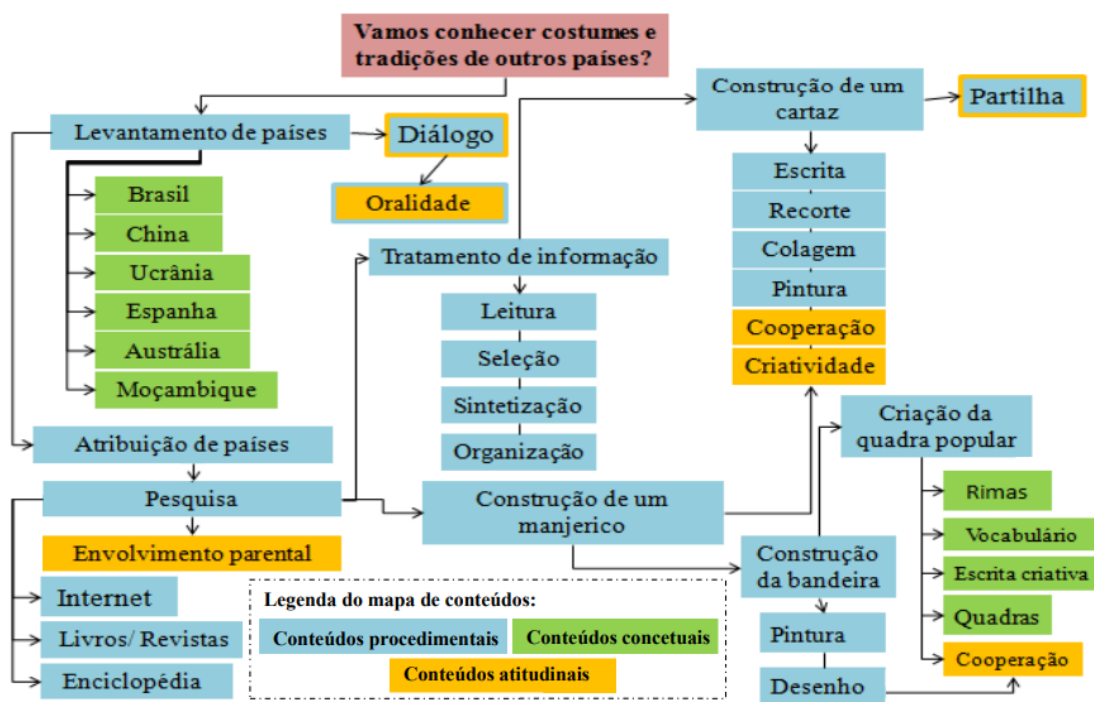 Vamos conhecer costumes e
tradições de outros países?
Levantamento de países
Diálogo
Oralidade
Brasil
China
Ucrânia
Espanha
Austrália
Moçambique
Atribuição de países
Pesquisa
Envolvimento parental
Internet
Livros/ Revistas
Enciclopédia
Tratamento de informação
Leitura
Seleção
Sintetização
Organização
Construção de um
manjerico
Construção de um
cartaz
Partilha
Escrita
Recorte
Colagem
Pintura
Cooperação
Criatividade
Construção
da bandeira
Pintura
Desenho
Criação da
quadra popular
Rimas
Vocabulário
Escrita criativa
Quadras
Cooperação
Legenda do mapa de conteúdos:
Conteúdos procedimentais
Conteúdos concetuais
Conteúdos atitudinais